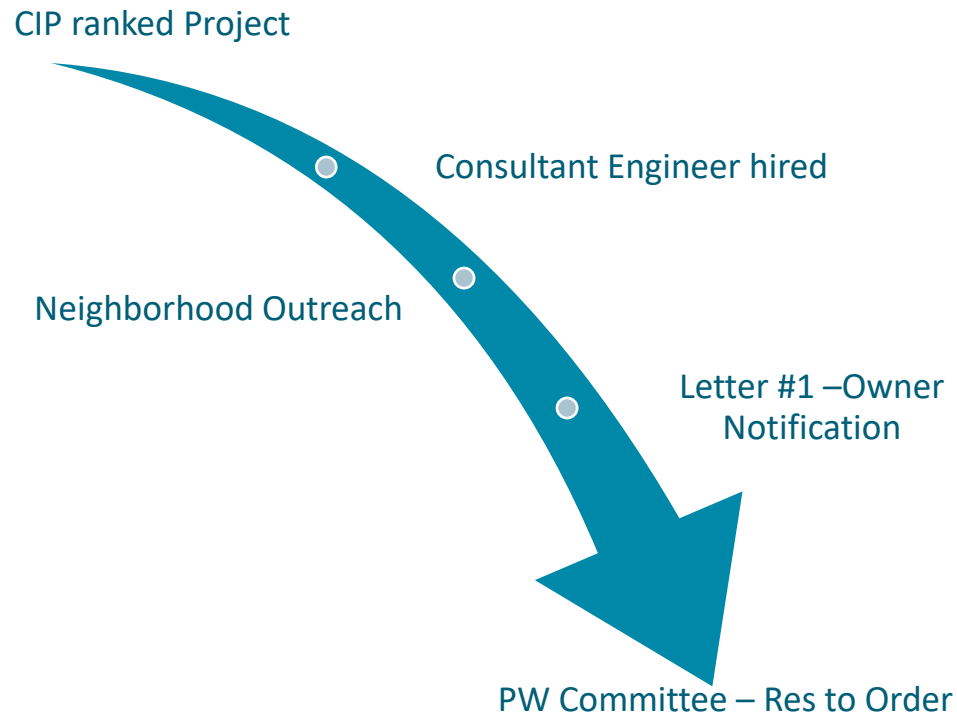 CIP ranked Project
Consultant Engineer hired
Neighborhood Outreach
Letter #1 –Owner
Notification
PW Committee – Res to Order